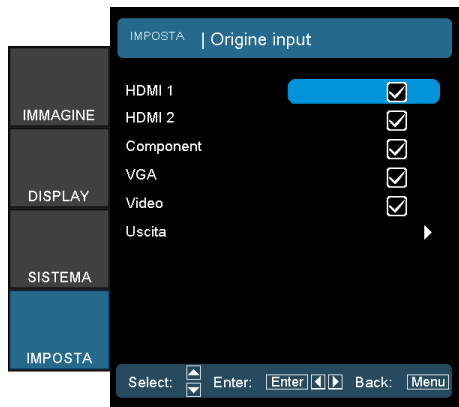 IMPOSTA | Origine input
HDMI 1
HDMI 2
Component
VGA
Video
Uscita
IMMAGINE
DISPLAY
SISTEMA
IMPOSTA
Select: Enter: Enter Back: Menu